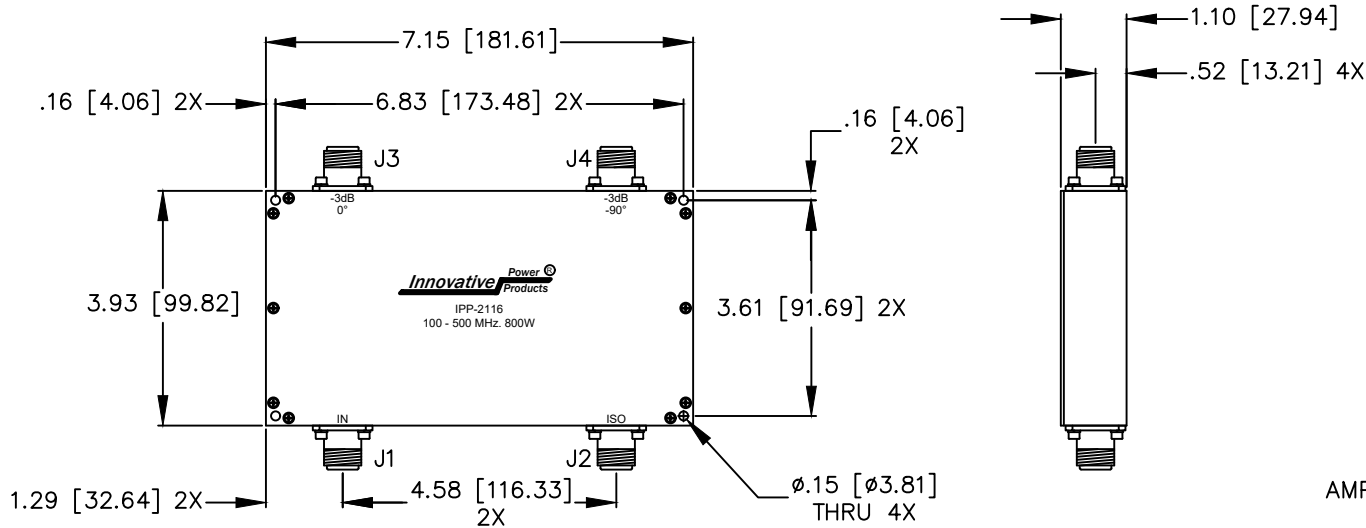 7.15 [181.61]
1.10 [27.94]
.52 [13.21] 4X
.16 [4.06] 2X
6.83 [173.48] 2X
.16 [4.06]
2X
J3
J4
-3dB
0°
-3dB
-90°
3.93 [99.82]
Innovative Power Products ®
IPP-2116
100 - 500 MHz. 800W
3.61 [91.69] 2X
IN
ISO
J1
J2
1.29 [32.64] 2X
4.58 [116.33]
2X
ø.15 [ø3.81]
THRU 4X
AMP